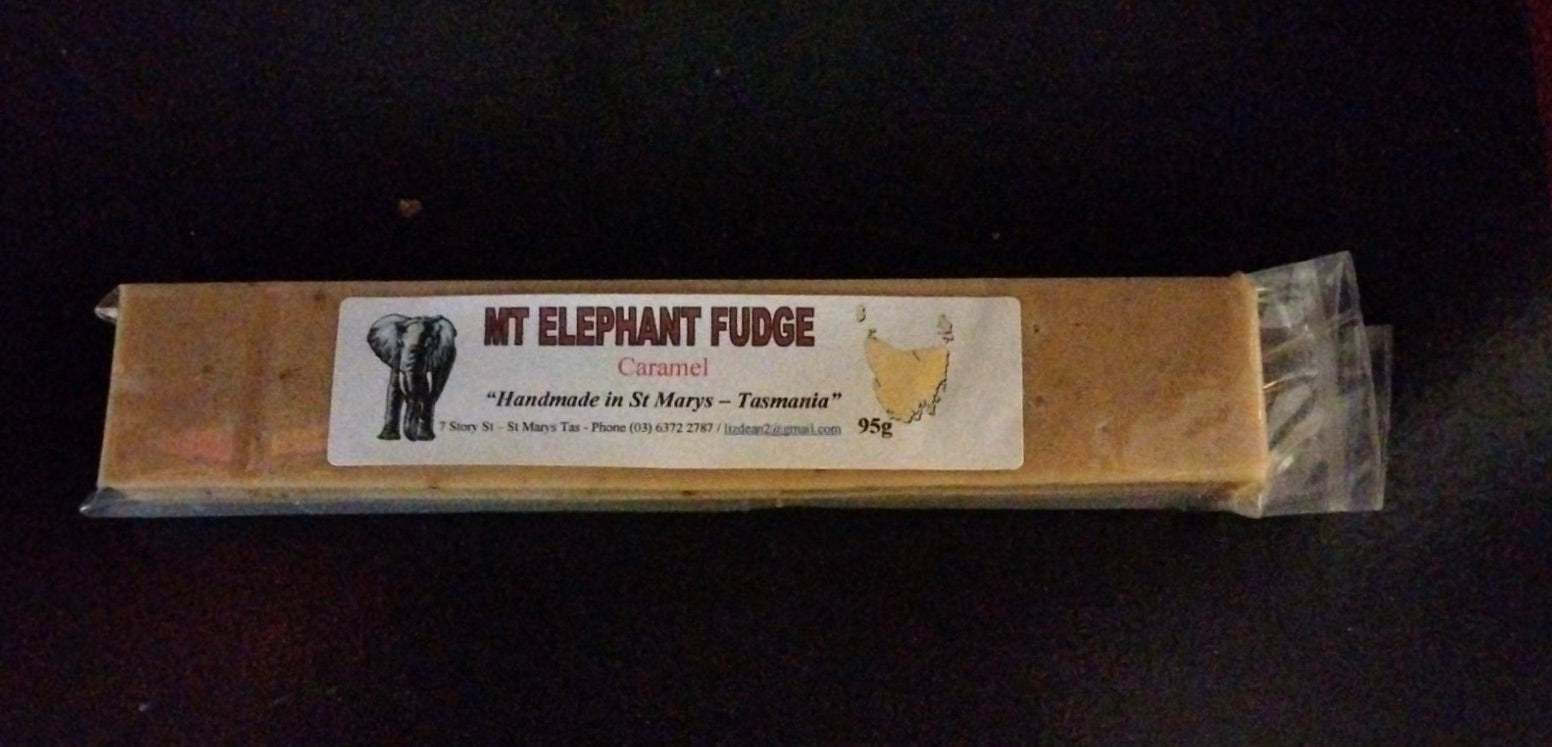 MT ELEPHANT FUDGE
Caramel
“Handmade in St Marys – Tasmania”
7 Story St - St Marys Tas - Phone (03) 6372 2787 / lizdean2@gmail.com 95g